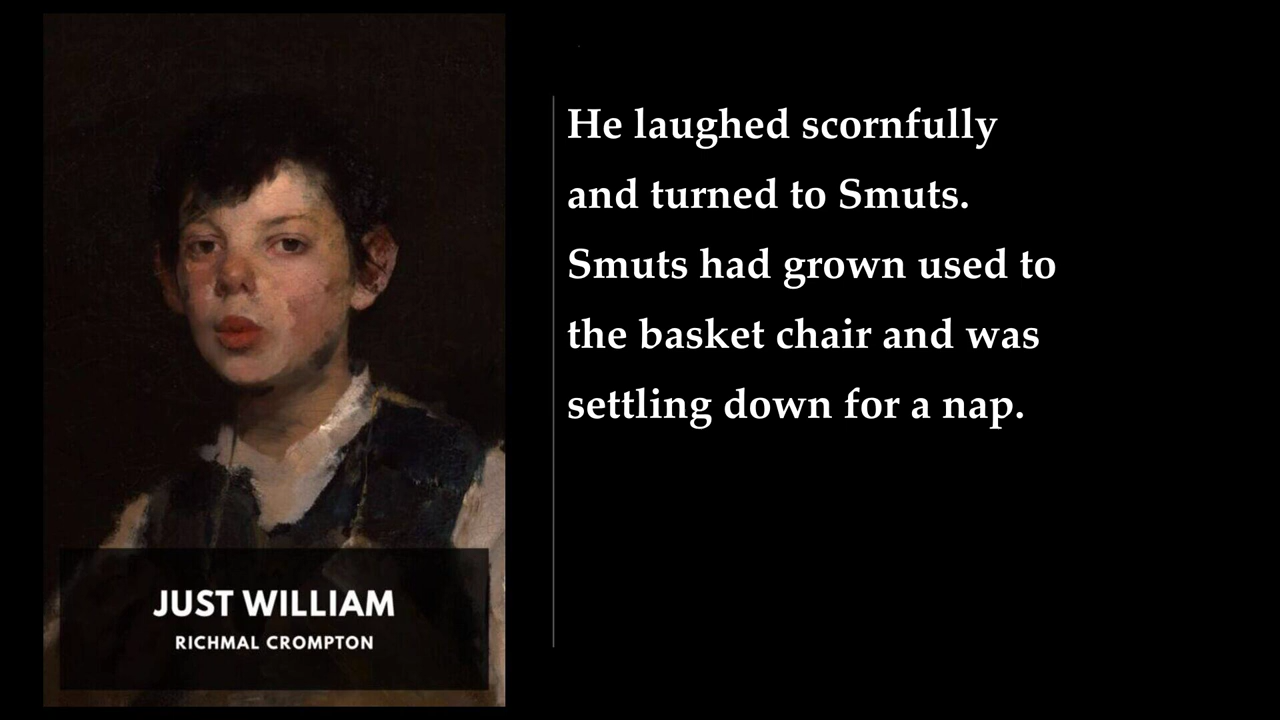 He laughed scornfully
and turned to Smuts.
Smuts had grown used to
the basket chair and was
settling down for a nap.
JUST WILLIAM
RICHMAL CROMPTON